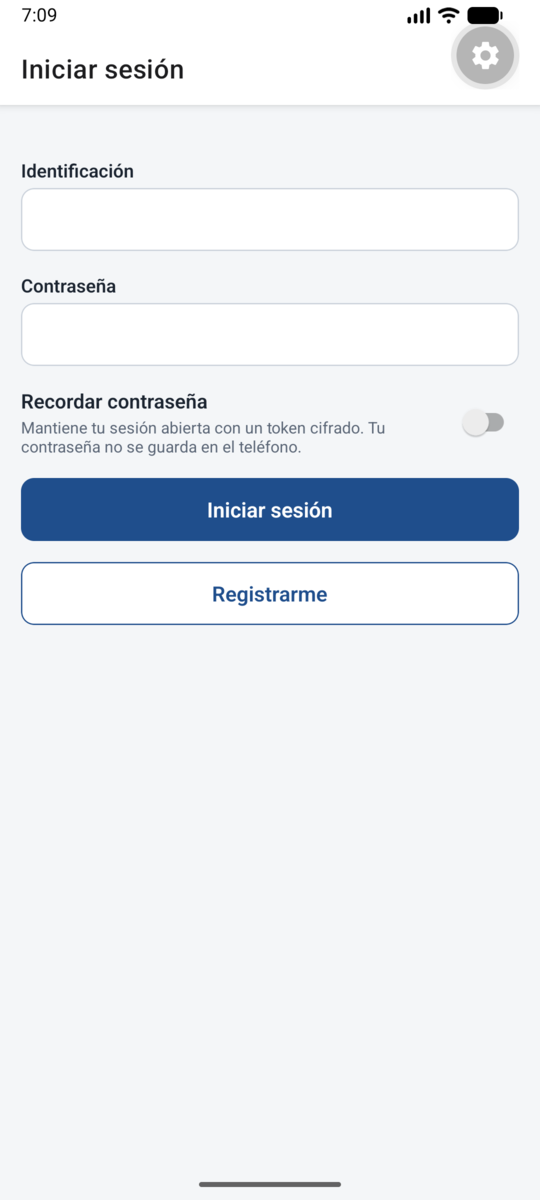 7:09
Iniciar sesión
Identificación
Contraseña
Recordar contraseña
Mantiene tu sesión abierta con un token cifrado. Tu
contraseña no se guarda en el teléfono.
Iniciar sesión
Registrarme